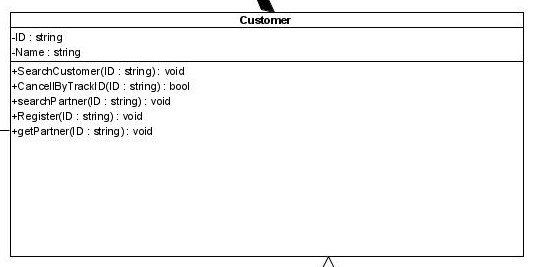 Customer
-ID : string
-Name : string
+SearchCustomer(ID : string) : void
+CancellByTrackID(ID : string) : bool
+searchPartner(ID : string) : void
+Register(ID : string) : void
+getPartner(ID : string) : void